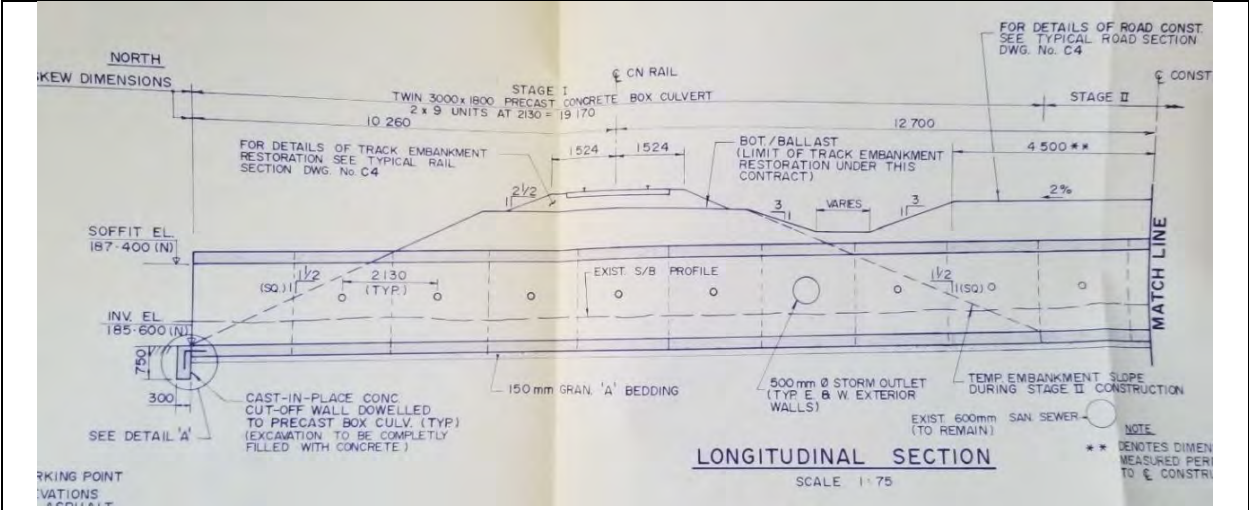 NORTH
SKEW DIMENSIONS
STAGE I
TWIN 3000x1800 PRECAST CONCRETE BOX CULVERT
2 x 9 UNITS AT 2130 = 19 170
10 260
℄ CN RAIL
12 700
FOR DETAILS OF ROAD CONST.
SEE TYPICAL ROAD SECTION
DWG. No. C4
℄ CONST
STAGE II
4 500 **
FOR DETAILS OF TRACK EMBANKMENT
RESTORATION SEE TYPICAL RAIL
SECTION DWG. No. C4
1524
1524
BOT./BALLAST
(LIMIT OF TRACK EMBANKMENT
RESTORATION UNDER THIS
CONTRACT)
2 1/2
1
3
1
VARIES
3
1
2%
SOFFIT EL.
187·400 (N)
(SQ.) 1
1 1/2
2130
(TYP.)
EXIST. S/B PROFILE
1 1/2
1(SQ.)
INV. EL.
185·600 (N)
750
300
SEE DETAIL 'A'
CAST-IN-PLACE CONC.
CUT-OFF WALL DOWELLED
TO PRECAST BOX CULV. (TYP.)
(EXCAVATION TO BE COMPLETLY
FILLED WITH CONCRETE.)
150 mm GRAN. 'A' BEDDING
500 mm Ø STORM OUTLET
(TYP. E. & W. EXTERIOR
WALLS)
TEMP. EMBANKMENT SLOPE
DURING STAGE II CONSTRUCTION
EXIST. 600mm SAN. SEWER
(TO REMAIN)
MATCH LINE
NOTE
** DENOTES DIMEN
MEASURED PER
TO ℄ CONSTRU
LONGITUDINAL SECTION
SCALE 1:75
RKING POINT
VATIONS
ASPHALT